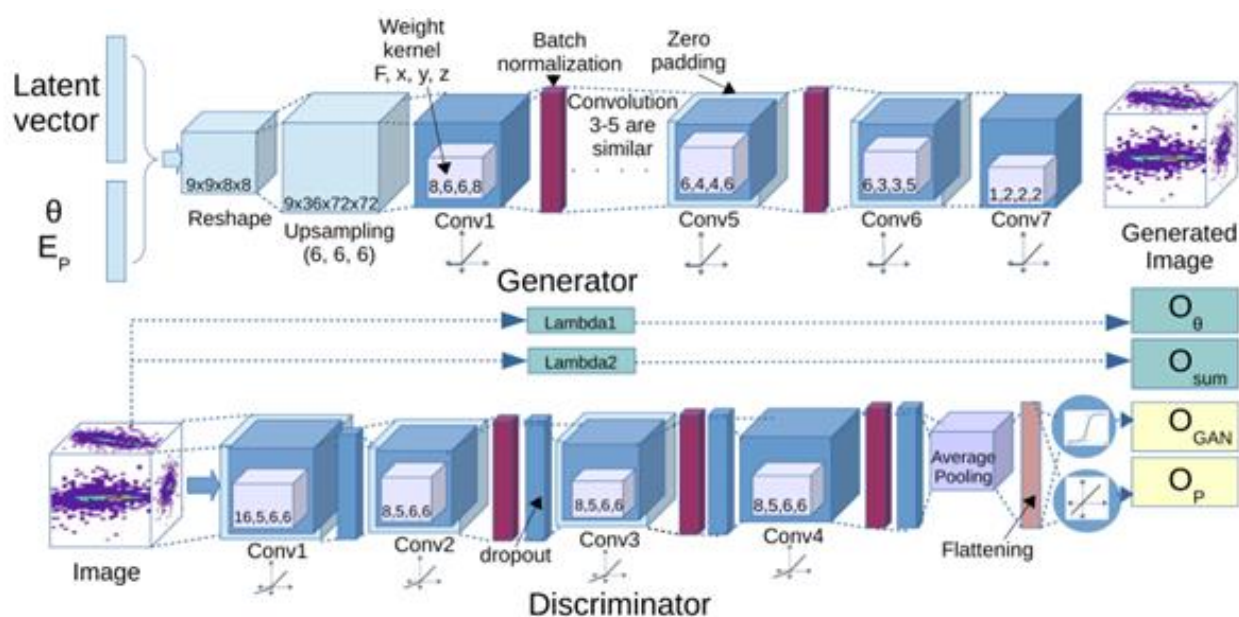 Latent
vector
θ
E_P
9x9x8x8
Reshape
9x36x72x72
Upsampling
(6, 6, 6)
Weight
kernel
F, x, y, z
8,6,6,8
Conv1
Batch
normalization
Convolution
3-5 are
similar
. . . .
Zero
padding
6,4,4,6
Conv5
6,3,3,5
Conv6
1,2,2,2
Conv7
Generated
Image
Generator
Lambda1
O_θ
Lambda2
O_sum
Image
16,5,6,6
Conv1
8,5,6,6
Conv2
dropout
8,5,6,6
Conv3
8,5,6,6
Conv4
Average
Pooling
Flattening
O_GAN
O_P
Discriminator